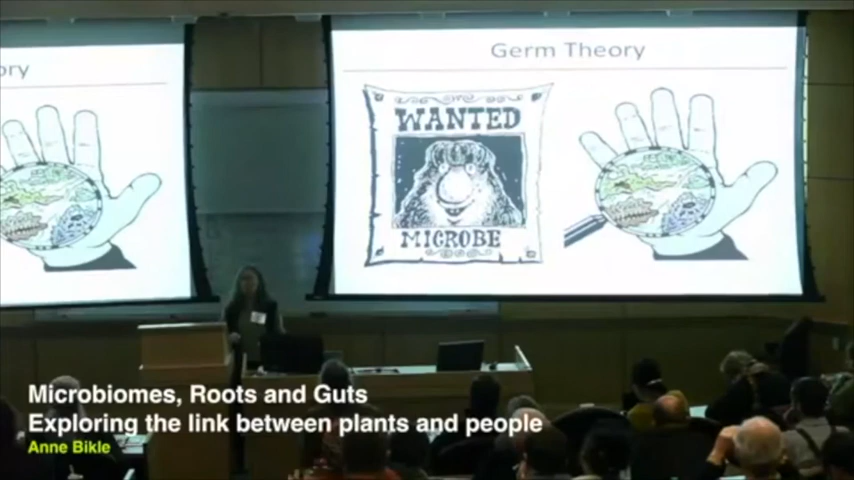 ory
Germ Theory
WANTED
MICROBE
Microbiomes, Roots and Guts
Exploring the link between plants and people
Anne Bikle